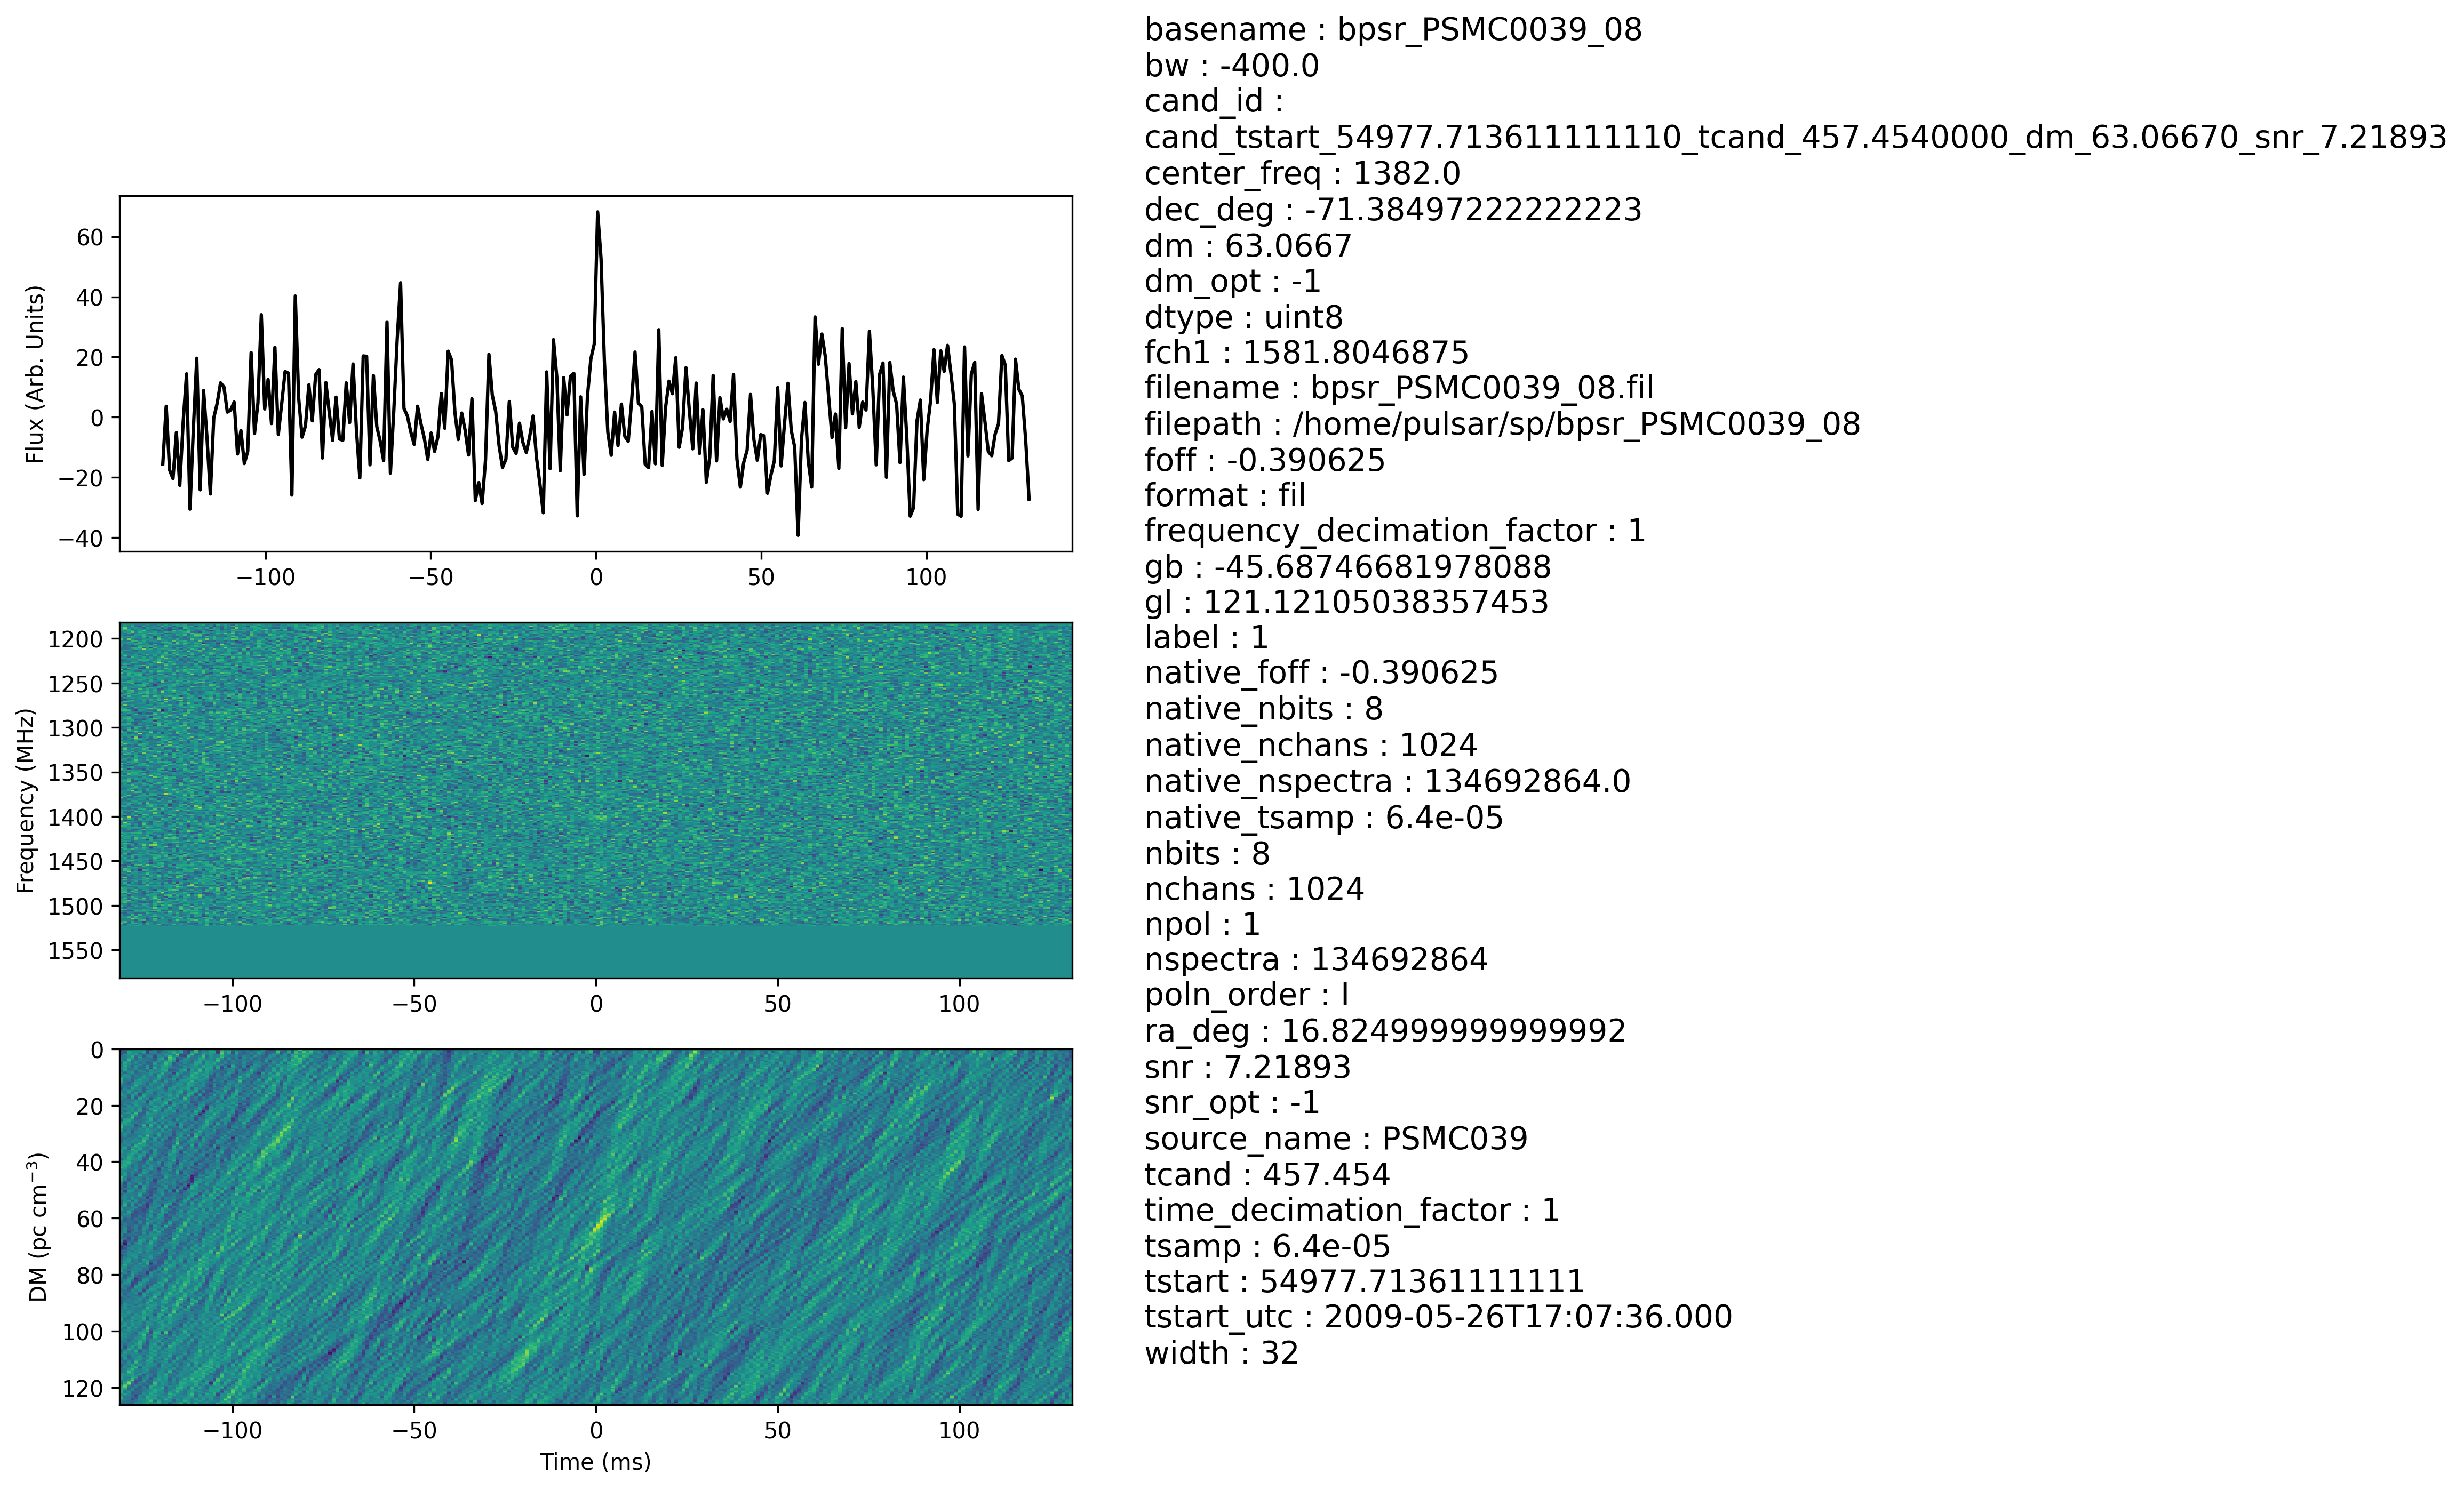 basename : bpsr_PSMC0039_08
bw : -400.0
cand_id :
cand_tstart_54977.713611111110_tcand_457.4540000_dm_63.06670_snr_7.21893
center_freq : 1382.0
dec_deg : -71.38497222222223
dm : 63.0667
dm_opt : -1
dtype : uint8
fch1 : 1581.8046875
filename : bpsr_PSMC0039_08.fil
filepath : /home/pulsar/sp/bpsr_PSMC0039_08
foff : -0.390625
format : fil
frequency_decimation_factor : 1
gb : -45.68746681978088
gl : 121.12105038357453
label : 1
native_foff : -0.390625
native_nbits : 8
native_nchans : 1024
native_nspectra : 134692864.0
native_tsamp : 6.4e-05
nbits : 8
nchans : 1024
npol : 1
nspectra : 134692864
poln_order : I
ra_deg : 16.824999999999992
snr : 7.21893
snr_opt : -1
source_name : PSMC039
tcand : 457.454
time_decimation_factor : 1
tsamp : 6.4e-05
tstart : 54977.71361111111
tstart_utc : 2009-05-26T17:07:36.000
width : 32
Flux (Arb. Units)
60
40
20
0
−20
−40
−100 −50 0 50 100
Frequency (MHz)
1200
1250
1300
1350
1400
1450
1500
1550
−100 −50 0 50 100
DM (pc cm⁻³)
0
20
40
60
80
100
120
−100 −50 0 50 100
Time (ms)